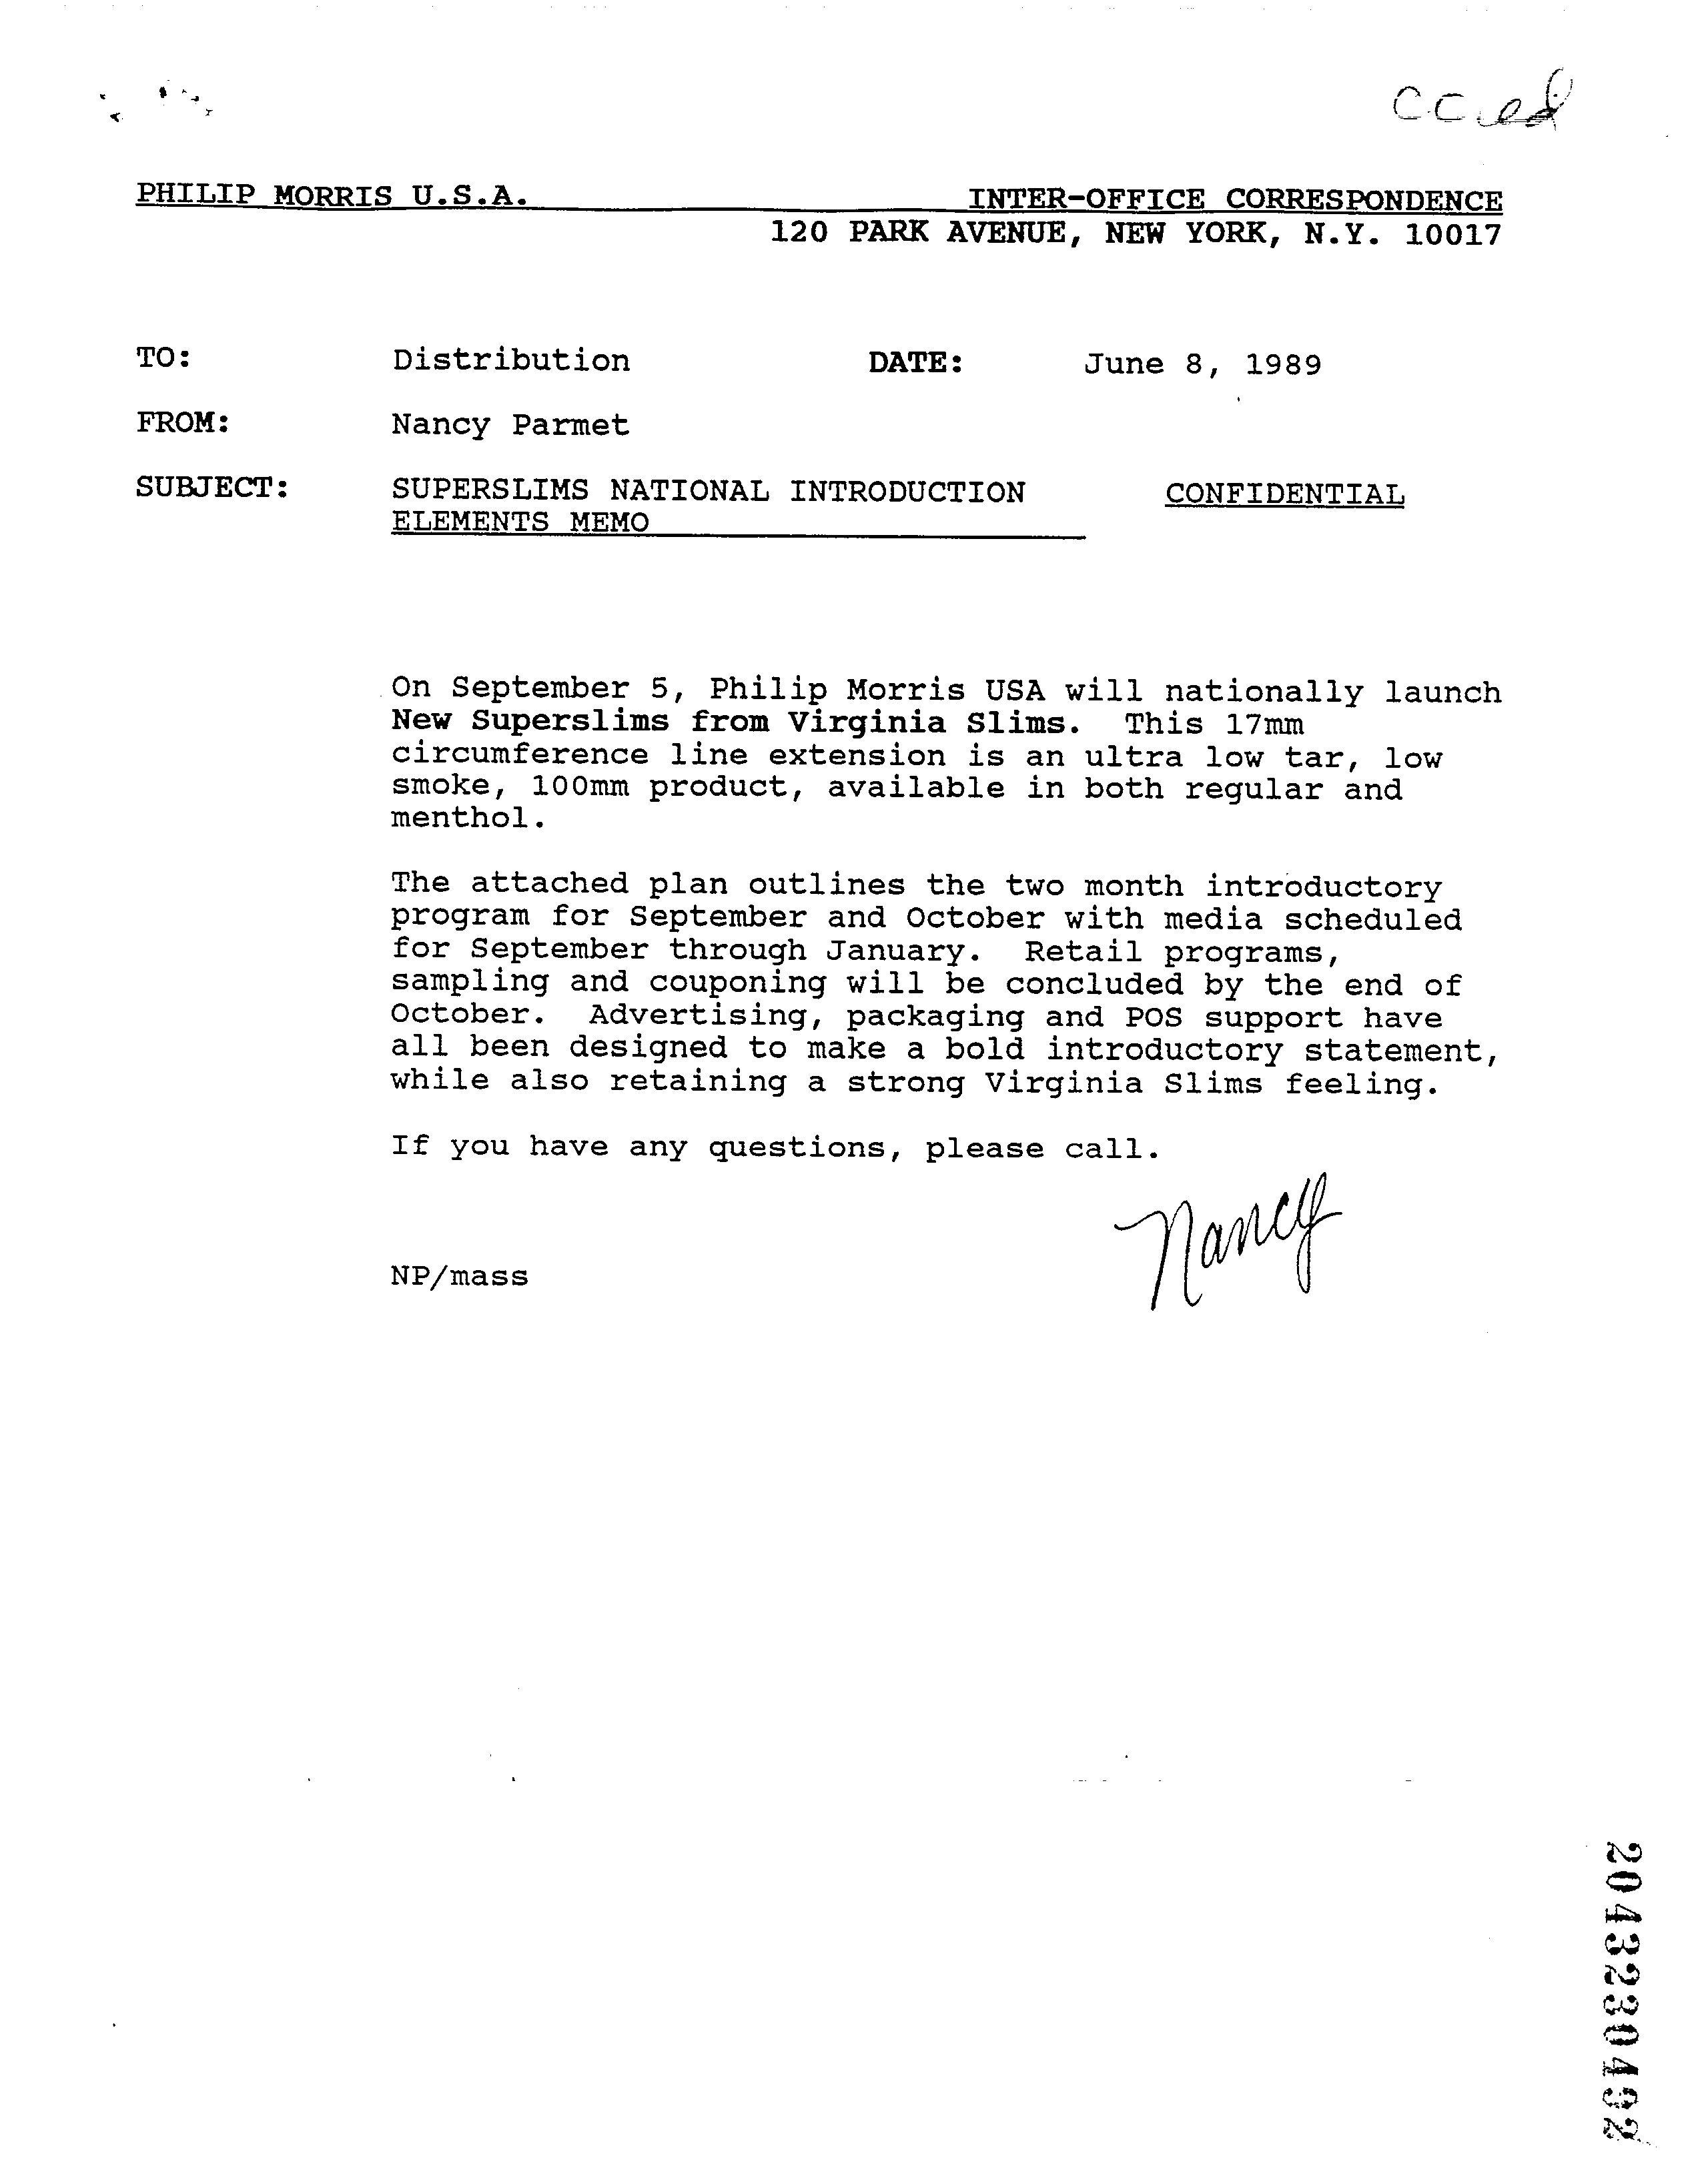 cc ed
PHILIP MORRIS U.S.A. INTER-OFFICE CORRESPONDENCE
120 PARK AVENUE, NEW YORK, N.Y. 10017
TO: Distribution DATE: June 8, 1989
FROM: Nancy Parmet
SUBJECT: SUPERSLIMS NATIONAL INTRODUCTION CONFIDENTIAL
ELEMENTS MEMO
On September 5, Philip Morris USA will nationally launch
New Superslims from Virginia Slims. This 17mm
circumference line extension is an ultra low tar, low
smoke, 100mm product, available in both regular and
menthol.
The attached plan outlines the two month introductory
program for September and October with media scheduled
for September through January. Retail programs,
sampling and couponing will be concluded by the end of
October. Advertising, packaging and POS support have
all been designed to make a bold introductory statement,
while also retaining a strong Virginia Slims feeling.
If you have any questions, please call.
Nancy
NP/mass
2043230492